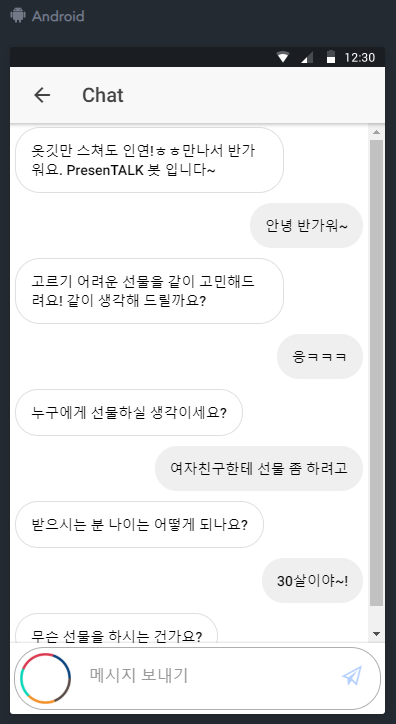 Android
12:30
Chat
옷깃만 스쳐도 인연!ㅎㅎ만나서 반가
워요. PresenTALK 봇 입니다~
안녕 반가워~
고르기 어려운 선물을 같이 고민해드
려요! 같이 생각해 드릴까요?
웅ㅋㅋㅋ
누구에게 선물하실 생각이세요?
여자친구한테 선물 좀 하려고
받으시는 분 나이는 어떻게 되나요?
30살이야~!
무슨 선물을 하시는 건가요?
메시지 보내기